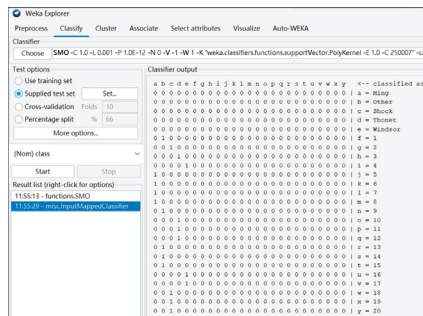 Weka Explorer
Preprocess Classify Cluster Associate Select attributes Visualize Auto-WEKA
Classifier
Choose SMO -C 1.0 -L 0.001 -P 1.0E-12 -N 0 -V -1 -W 1 -K "weka.classifiers.functions.supportVector.PolyKernel -E 1.0 -C 250007"
Test options
Use training set
Supplied test set Set...
Cross-validation Folds 10
Percentage split % 66
More options...
(Nom) class
Start Stop
Result list (right-click for options)
11:55:13 - functions.SMO
11:55:29 - misc.InputMappedClassifier
Classifier output
a b c d e f g h i j k l m n o p q r s t u v w x y <-- classified as
0 0 0 0 0 0 0 0 0 0 0 0 0 0 0 0 0 0 0 0 0 0 0 0 0 | a = Ming
0 0 0 0 0 0 0 0 0 0 0 0 0 0 0 0 0 0 0 0 0 0 0 0 0 | b = Other
0 0 0 0 0 0 0 0 0 0 0 0 0 0 0 0 0 0 0 0 0 0 0 0 0 | c = Shock
0 0 0 0 0 0 0 0 0 0 0 0 0 0 0 0 0 0 0 0 0 0 0 0 0 | d = Thonet
0 0 0 0 0 0 0 0 0 0 0 0 0 0 0 0 0 0 0 0 0 0 0 0 0 | e = Windsor
0 1 0 0 0 0 0 0 0 0 0 0 0 0 0 0 0 0 0 0 0 0 0 0 0 | f = 1
0 0 1 0 0 0 0 0 0 0 0 0 0 0 0 0 0 0 0 0 0 0 0 0 0 | g = 2
0 0 0 1 0 0 0 0 0 0 0 0 0 0 0 0 0 0 0 0 0 0 0 0 0 | h = 3
0 0 0 0 1 0 0 0 0 0 0 0 0 0 0 0 0 0 0 0 0 0 0 0 0 | i = 4
1 0 0 0 0 0 0 0 0 0 0 0 0 0 0 0 0 0 0 0 0 0 0 0 0 | j = 5
1 0 0 0 0 0 0 0 0 0 0 0 0 0 0 0 0 0 0 0 0 0 0 0 0 | k = 6
1 0 0 0 0 0 0 0 0 0 0 0 0 0 0 0 0 0 0 0 0 0 0 0 0 | l = 7
1 0 0 0 0 0 0 0 0 0 0 0 0 0 0 0 0 0 0 0 0 0 0 0 0 | m = 8
0 1 0 0 0 0 0 0 0 0 0 0 0 0 0 0 0 0 0 0 0 0 0 0 0 | n = 9
0 0 0 1 0 0 0 0 0 0 0 0 0 0 0 0 0 0 0 0 0 0 0 0 0 | o = 10
0 0 0 1 0 0 0 0 0 0 0 0 0 0 0 0 0 0 0 0 0 0 0 0 0 | p = 11
0 0 0 1 0 0 0 0 0 0 0 0 0 0 0 0 0 0 0 0 0 0 0 0 0 | q = 12
0 1 0 0 0 0 0 0 0 0 0 0 0 0 0 0 0 0 0 0 0 0 0 0 0 | r = 13
0 1 0 0 0 0 0 0 0 0 0 0 0 0 0 0 0 0 0 0 0 0 0 0 0 | s = 14
0 1 0 0 0 0 0 0 0 0 0 0 0 0 0 0 0 0 0 0 0 0 0 0 0 | t = 15
0 0 0 0 1 0 0 0 0 0 0 0 0 0 0 0 0 0 0 0 0 0 0 0 0 | u = 16
0 0 0 0 1 0 0 0 0 0 0 0 0 0 0 0 0 0 0 0 0 0 0 0 0 | v = 17
0 0 1 0 0 0 0 0 0 0 0 0 0 0 0 0 0 0 0 0 0 0 0 0 0 | w = 18
0 0 1 0 0 0 0 0 0 0 0 0 0 0 0 0 0 0 0 0 0 0 0 0 0 | x = 19
0 0 1 0 0 0 0 0 0 0 0 0 0 0 0 0 0 0 0 0 0 0 0 0 0 | y = 20